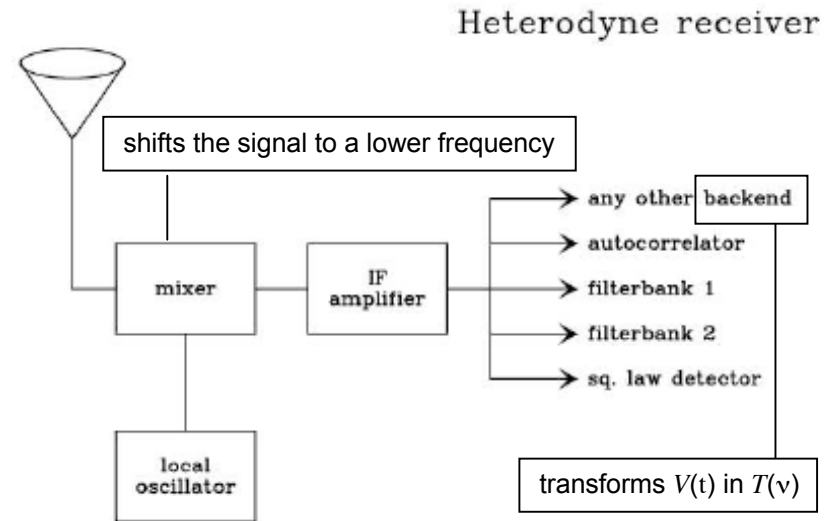 Heterodyne receiver
shifts the signal to a lower frequency
any other backend
autocorrelator
mixer
IF
amplifier
filterbank 1
filterbank 2
sq. law detector
local
oscillator
transforms V(t) in T(ν)